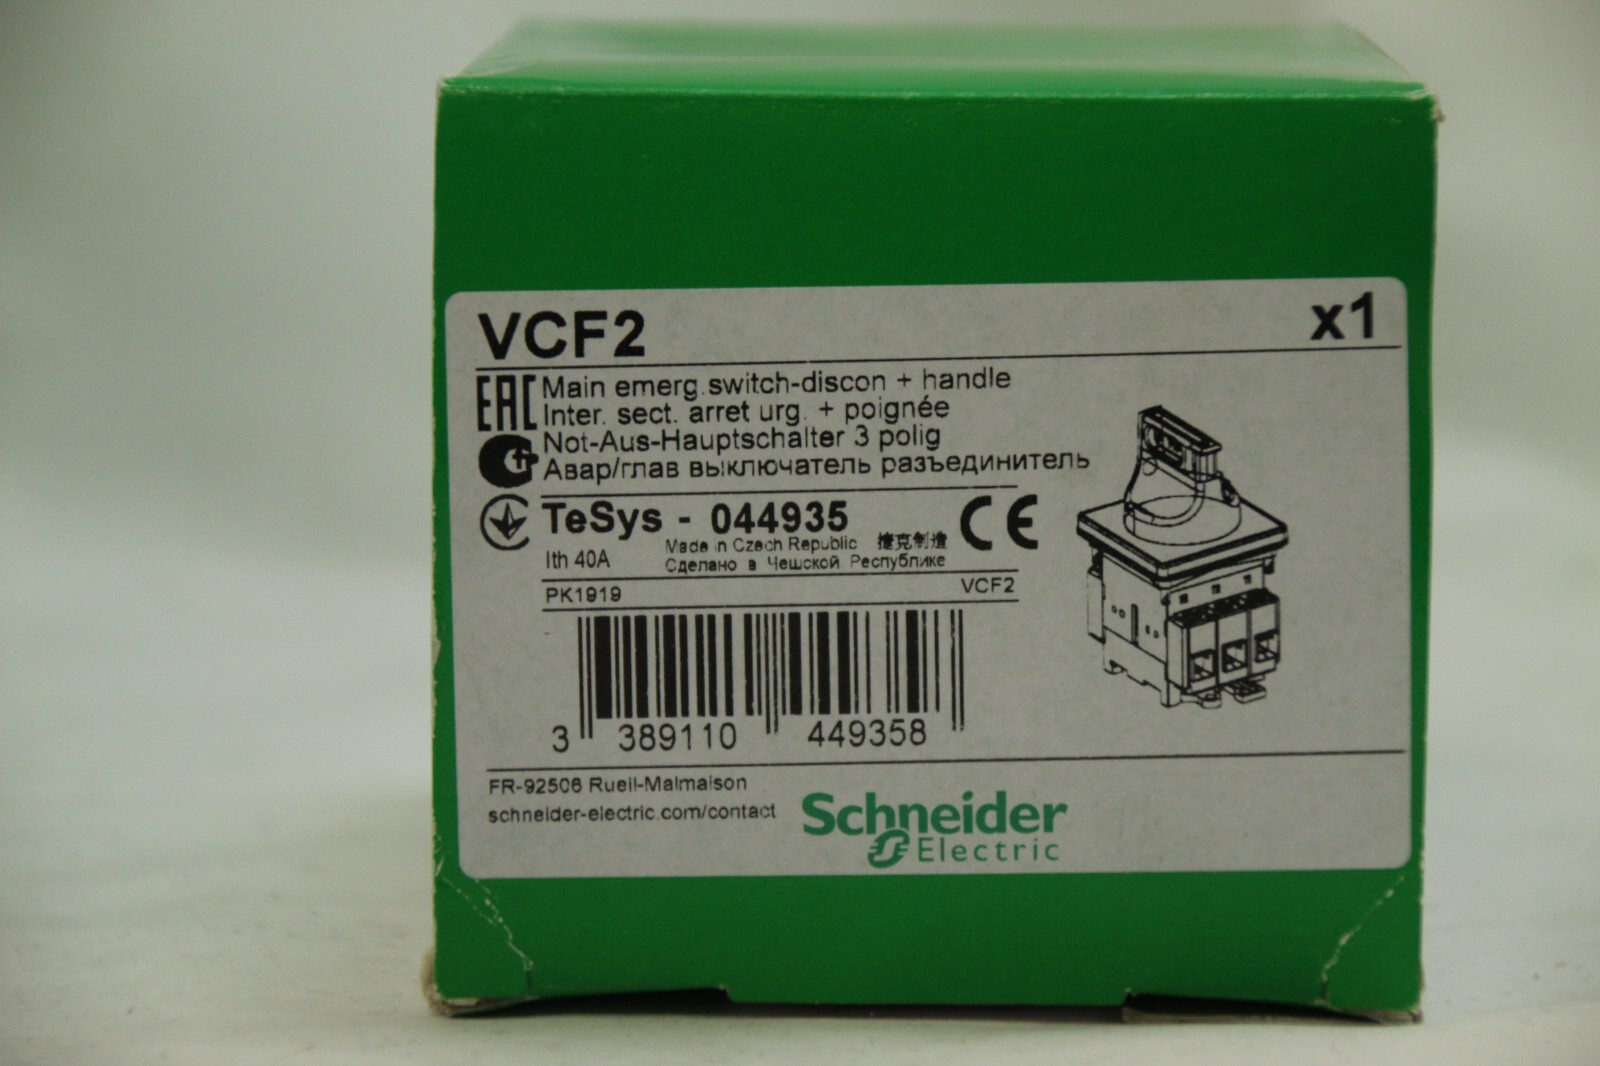 VCF2 x1
EAC Main emerg.switch-discon + handle
Inter. sect. arret urg. + poignée
Not-Aus-Hauptschalter 3 polig
Авар/глав выключатель разъединитель
TeSys - 044935 CE
Made in Czech Republic 捷克制造
Ith 40A Сделано в Чешской Республике
PK1919 VCF2
3 389110 449358
FR-92506 Rueil-Malmaison
schneider-electric.com/contact
Schneider
Electric